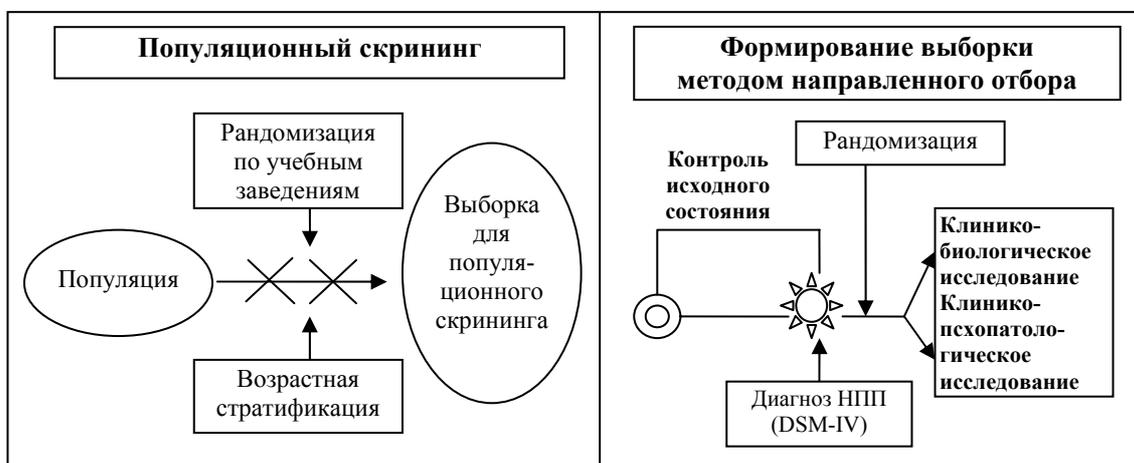 Популяционный скрининг
Рандомизация
по учебным
заведениям
Популяция
Выборка
для
популя-
ционного
скрининга
Возрастная
стратификация
Формирование выборки
методом направленного отбора
Рандомизация
Контроль
исходного
состояния
Клинико-
биологическое
исследование
Клинико-
псхопатоло-
гическое
исследование
Диагноз НПП
(DSM-IV)